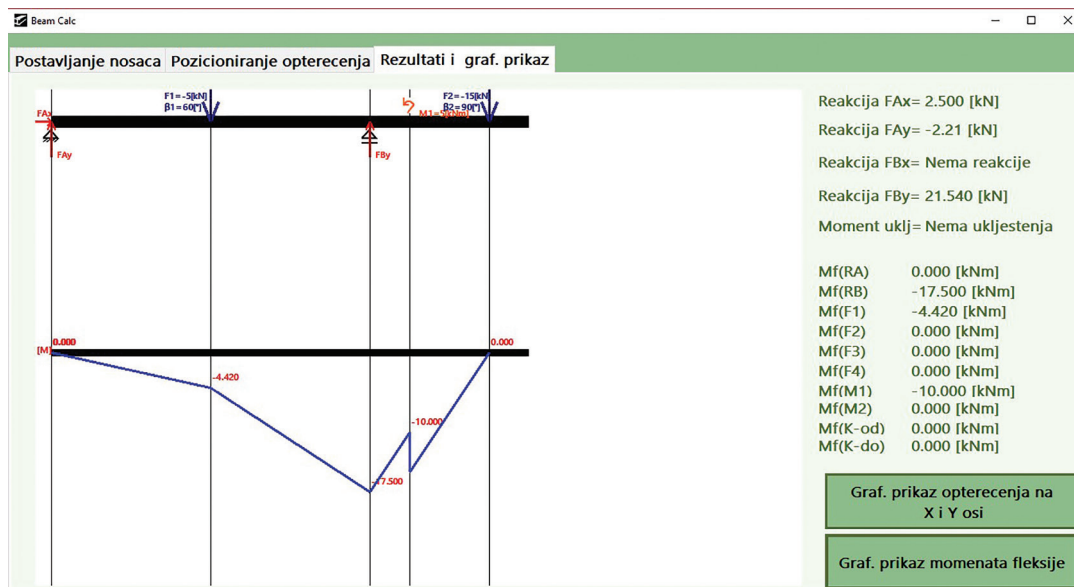 Beam Calc
Postavljanje nosaca
Pozicioniranje opterecenja
Rezultati i graf. prikaz
F1=-5[kN]
β1=60[°]
F2=-15[kN]
β2=90[°]
M1=5[kNm]
FAx
FAy
FBy
[M]
0.000
-4.420
-17.500
-10.000
0.000
Reakcija FAx= 2.500 [kN]
Reakcija FAy= -2.21 [kN]
Reakcija FBx= Nema reakcije
Reakcija FBy= 21.540 [kN]
Moment uklj= Nema ukljestenja
Mf(RA) 0.000 [kNm]
Mf(RB) -17.500 [kNm]
Mf(F1) -4.420 [kNm]
Mf(F2) 0.000 [kNm]
Mf(F3) 0.000 [kNm]
Mf(F4) 0.000 [kNm]
Mf(M1) -10.000 [kNm]
Mf(M2) 0.000 [kNm]
Mf(K-od) 0.000 [kNm]
Mf(K-do) 0.000 [kNm]
Graf. prikaz opterecenja na
X i Y osi
Graf. prikaz momenata fleksije